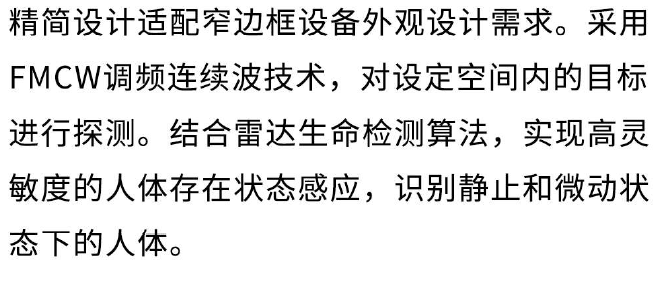 精简设计适配窄边框设备外观设计需求。采用
FMCW调频连续波技术，对设定空间内的目标
进行探测。结合雷达生命检测算法，实现高灵
敏度的人体存在状态感应，识别静止和微动状
态下的人体。